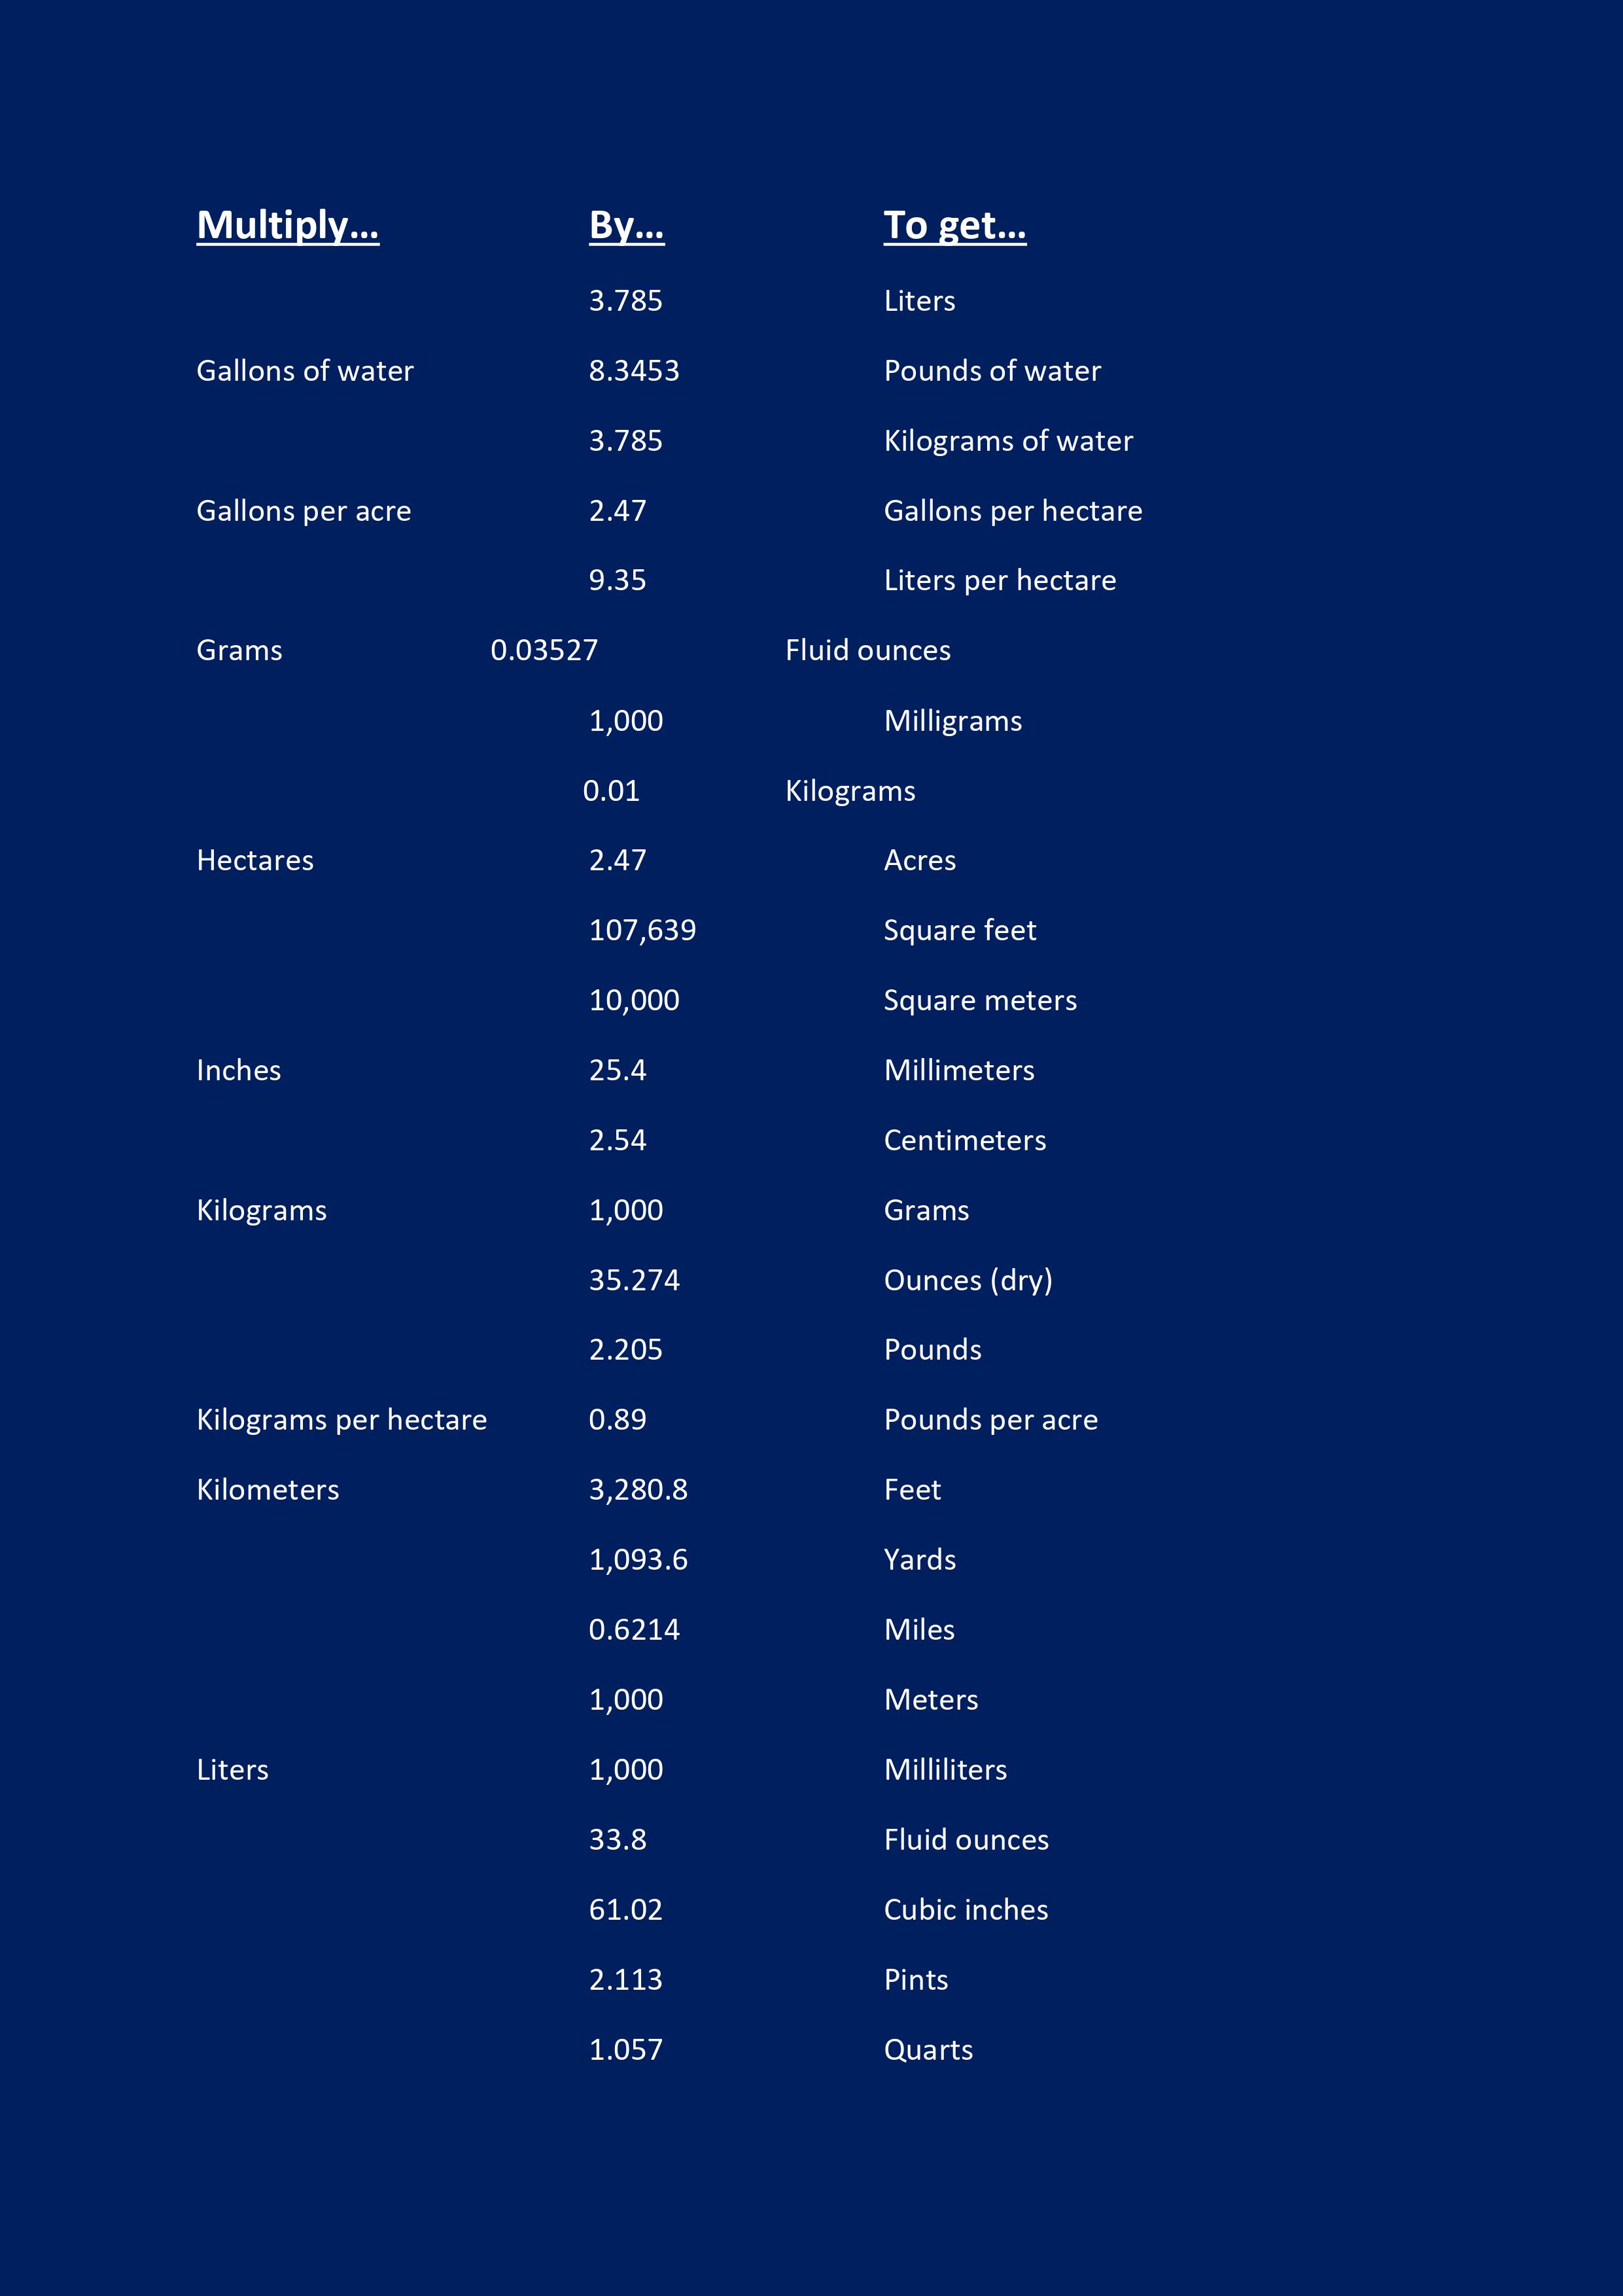 Multiply... By... To get...
3.785 Liters
Gallons of water 8.3453 Pounds of water
3.785 Kilograms of water
Gallons per acre 2.47 Gallons per hectare
9.35 Liters per hectare
Grams 0.03527 Fluid ounces
1,000 Milligrams
0.01 Kilograms
Hectares 2.47 Acres
107,639 Square feet
10,000 Square meters
Inches 25.4 Millimeters
2.54 Centimeters
Kilograms 1,000 Grams
35.274 Ounces (dry)
2.205 Pounds
Kilograms per hectare 0.89 Pounds per acre
Kilometers 3,280.8 Feet
1,093.6 Yards
0.6214 Miles
1,000 Meters
Liters 1,000 Milliliters
33.8 Fluid ounces
61.02 Cubic inches
2.113 Pints
1.057 Quarts